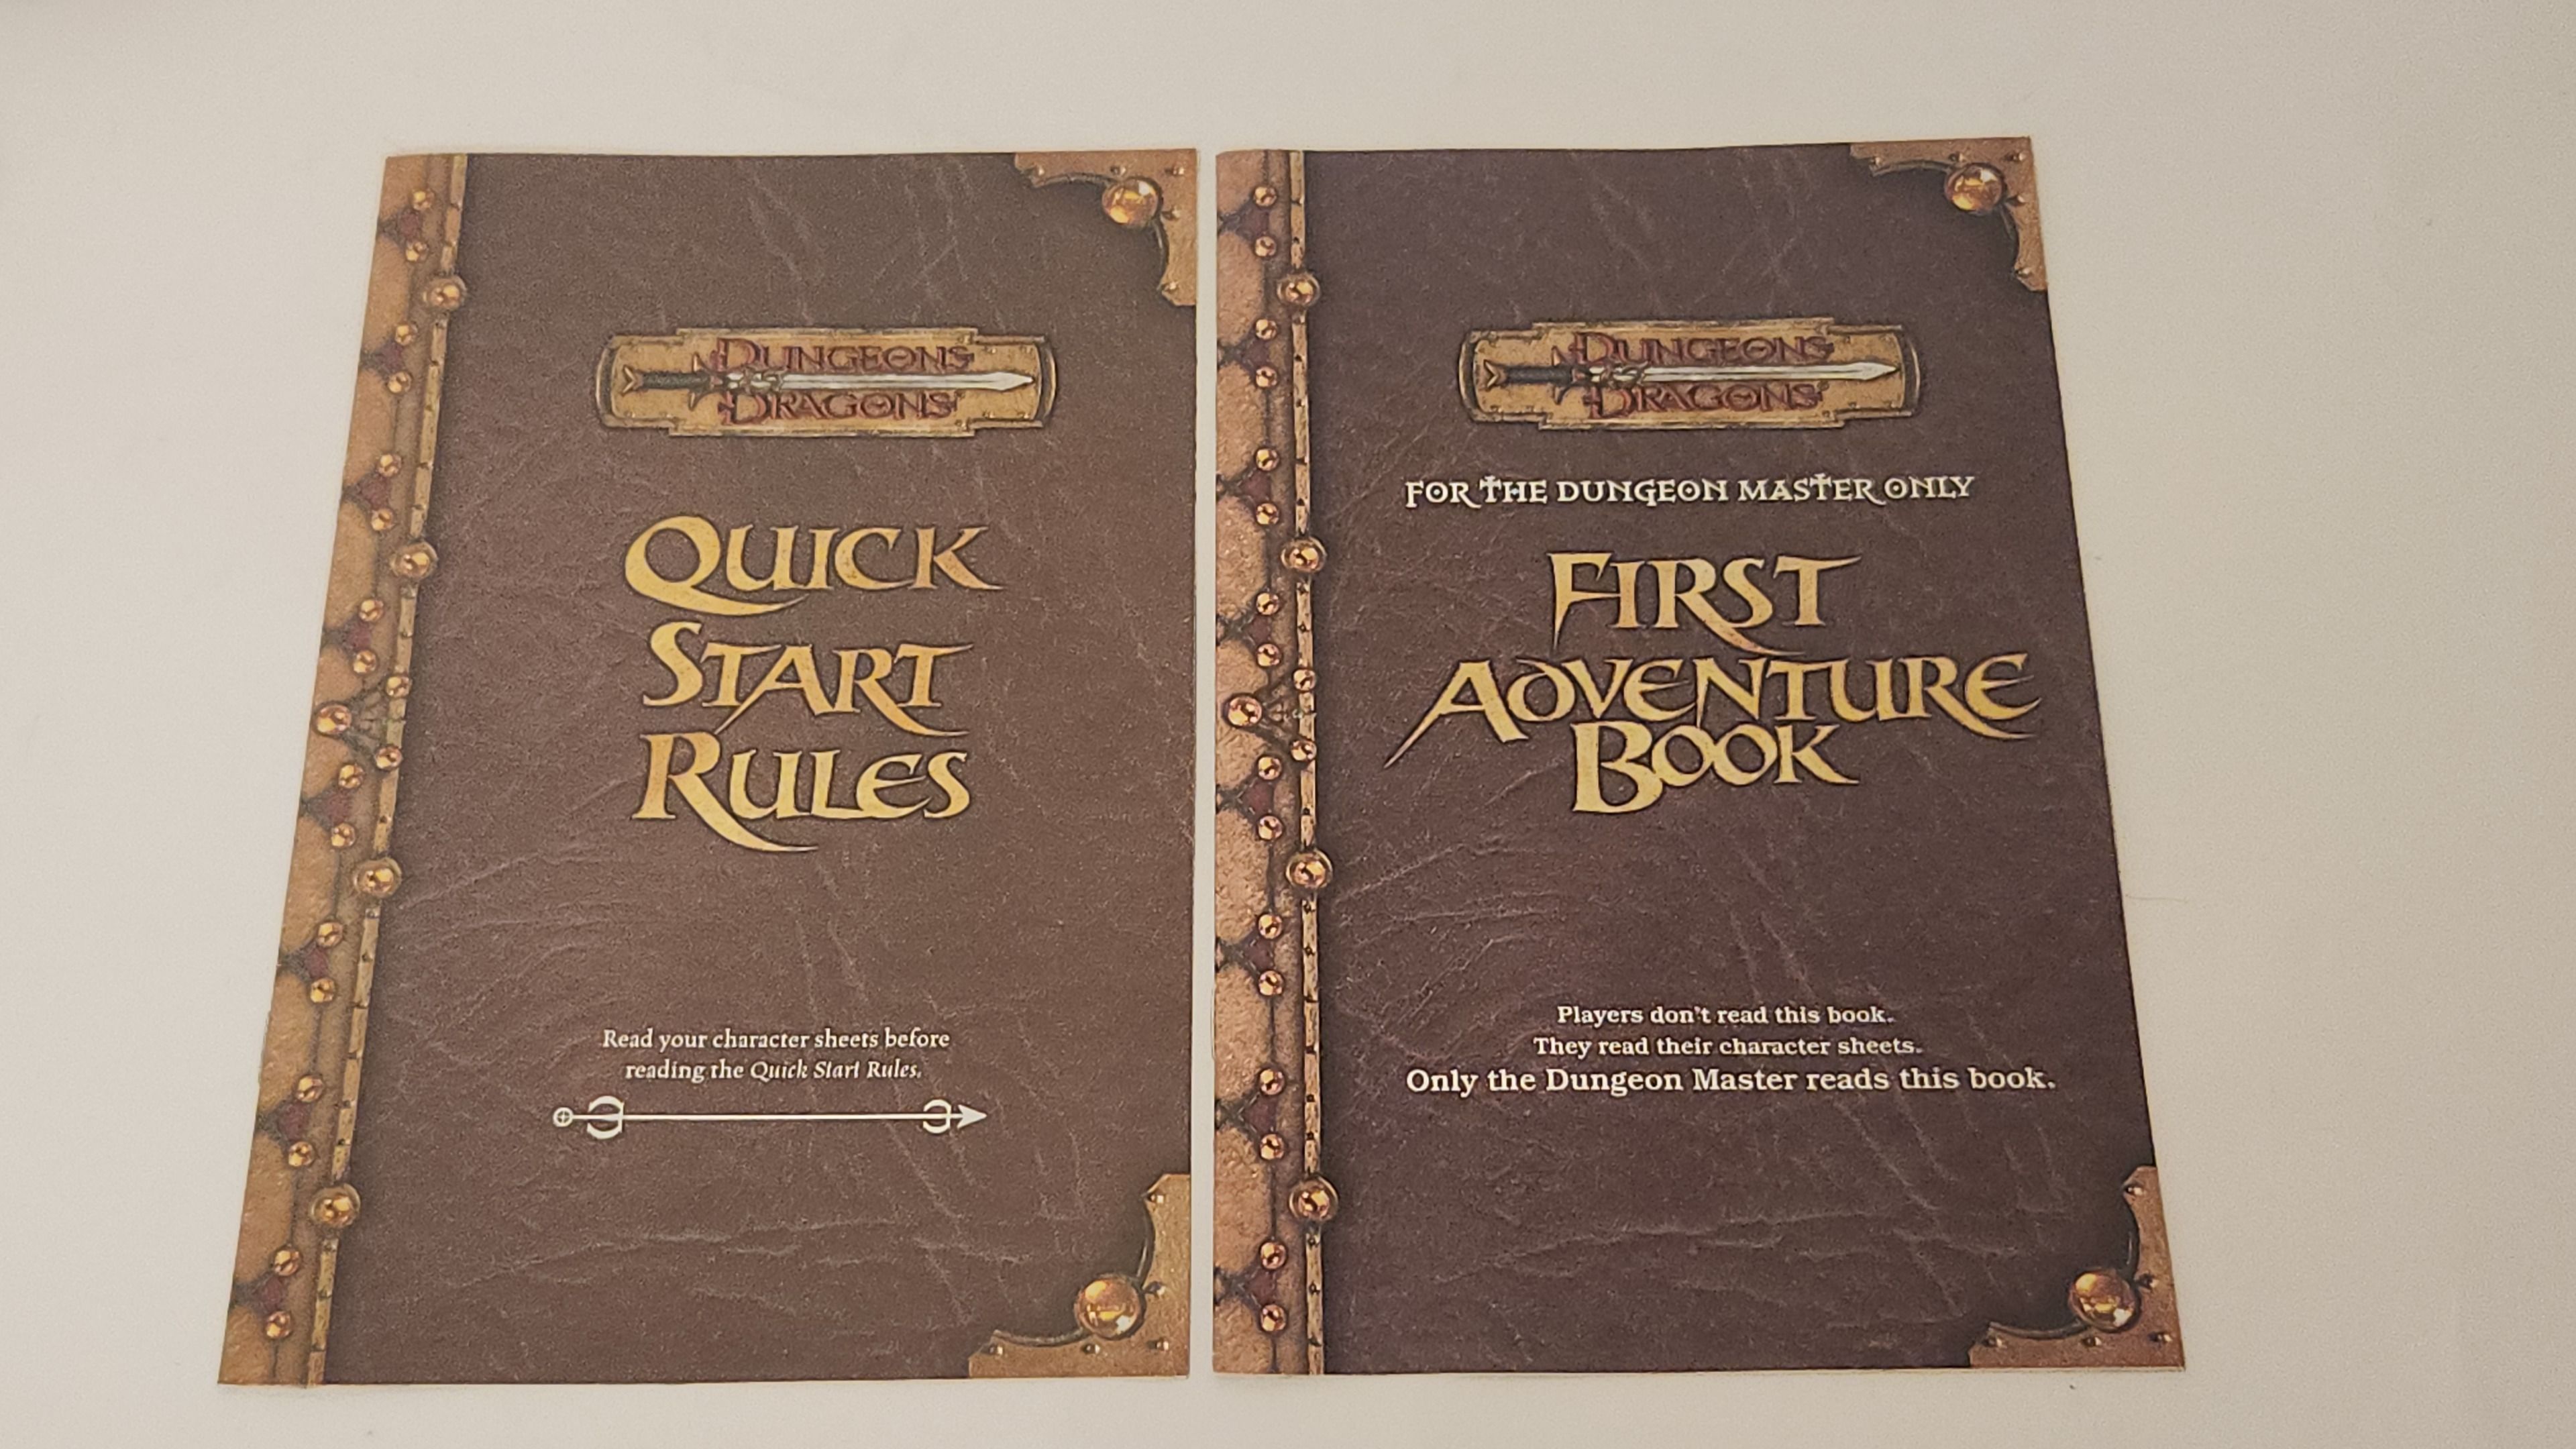 DUNGEONS
DRAGONS
QUICK
START
RULES
Read your character sheets before
reading the Quick Start Rules.
DUNGEONS
DRAGONS
FOR THE DUNGEON MASTER ONLY
FIRST
ADVENTURE
BOOK
Players don't read this book.
They read their character sheets.
Only the Dungeon Master reads this book.